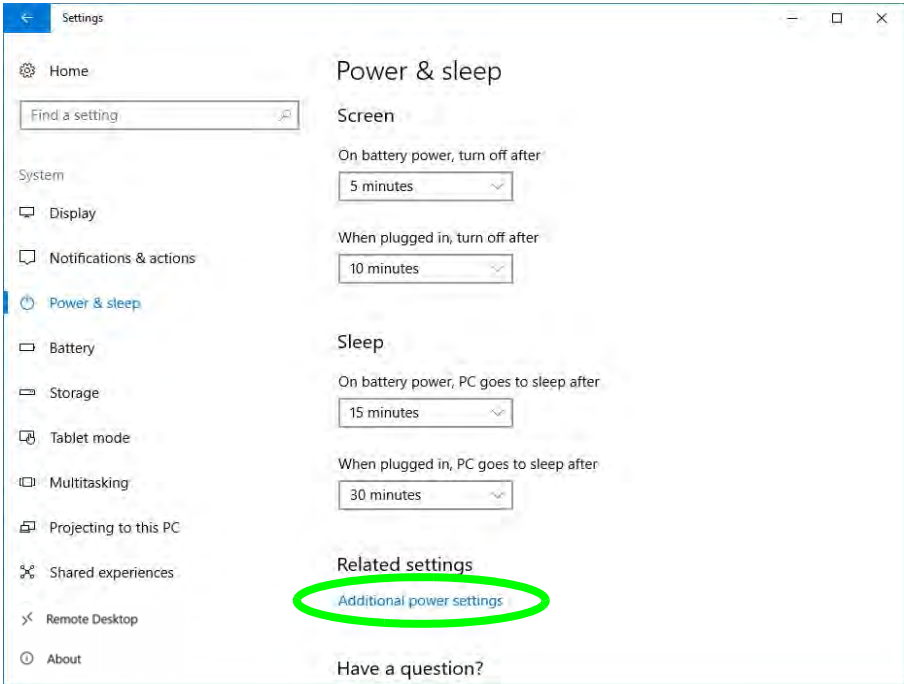 Settings
Home
Find a setting
System
Display
Notifications & actions
Power & sleep
Battery
Storage
Tablet mode
Multitasking
Projecting to this PC
Shared experiences
Remote Desktop
About
Power & sleep
Screen
On battery power, turn off after
5 minutes
When plugged in, turn off after
10 minutes
Sleep
On battery power, PC goes to sleep after
15 minutes
When plugged in, PC goes to sleep after
30 minutes
Related settings
Additional power settings
Have a question?